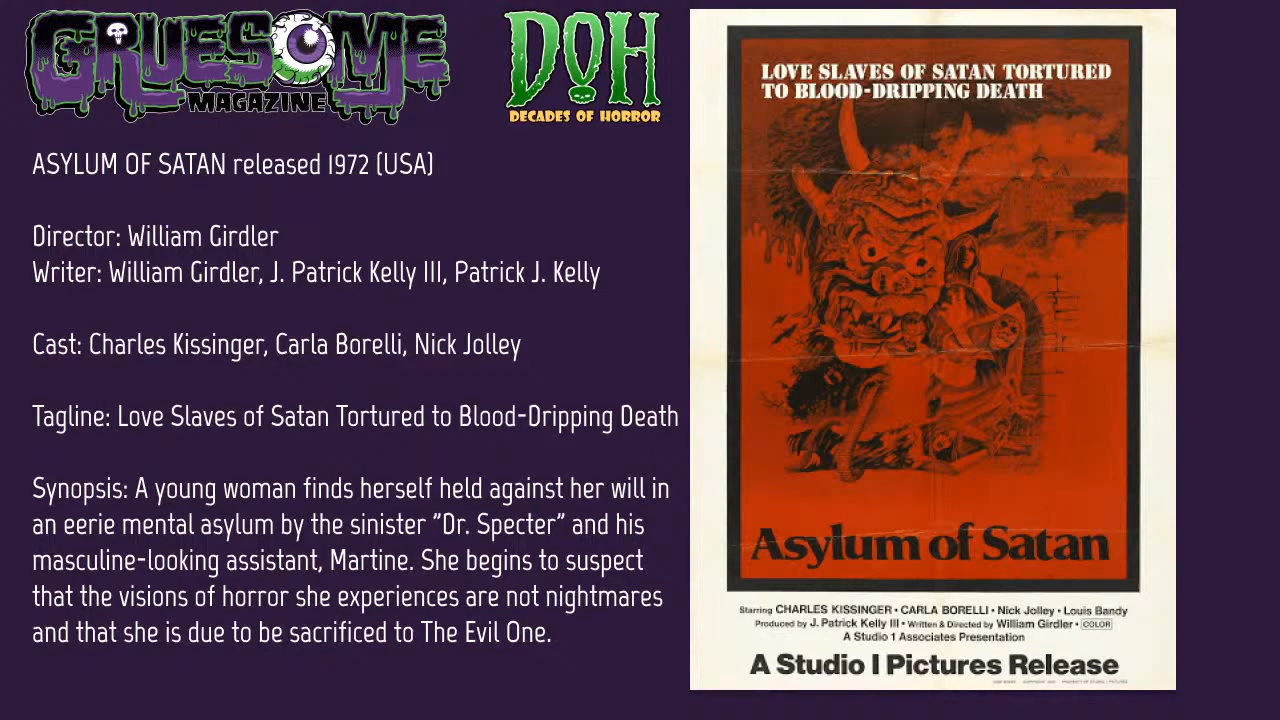 GRUESOME
MAGAZINE
DOH
DECADES OF HORROR
ASYLUM OF SATAN released 1972 (USA)
Director: William Girdler
Writer: William Girdler, J. Patrick Kelly III, Patrick J. Kelly
Cast: Charles Kissinger, Carla Borelli, Nick Jolley
Tagline: Love Slaves of Satan Tortured to Blood-Dripping Death
Synopsis: A young woman finds herself held against her will in
an eerie mental asylum by the sinister "Dr. Specter" and his
masculine-looking assistant, Martine. She begins to suspect
that the visions of horror she experiences are not nightmares
and that she is due to be sacrificed to The Evil One.
LOVE SLAVES OF SATAN TORTURED
TO BLOOD-DRIPPING DEATH
Asylum of Satan
Starring CHARLES KISSINGER • CARLA BORELLI • Nick Jolley • Louis Bandy
Produced by J. Patrick Kelly III • Written & Directed by William Girdler • COLOR
A Studio 1 Associates Presentation
A Studio 1 Pictures Release